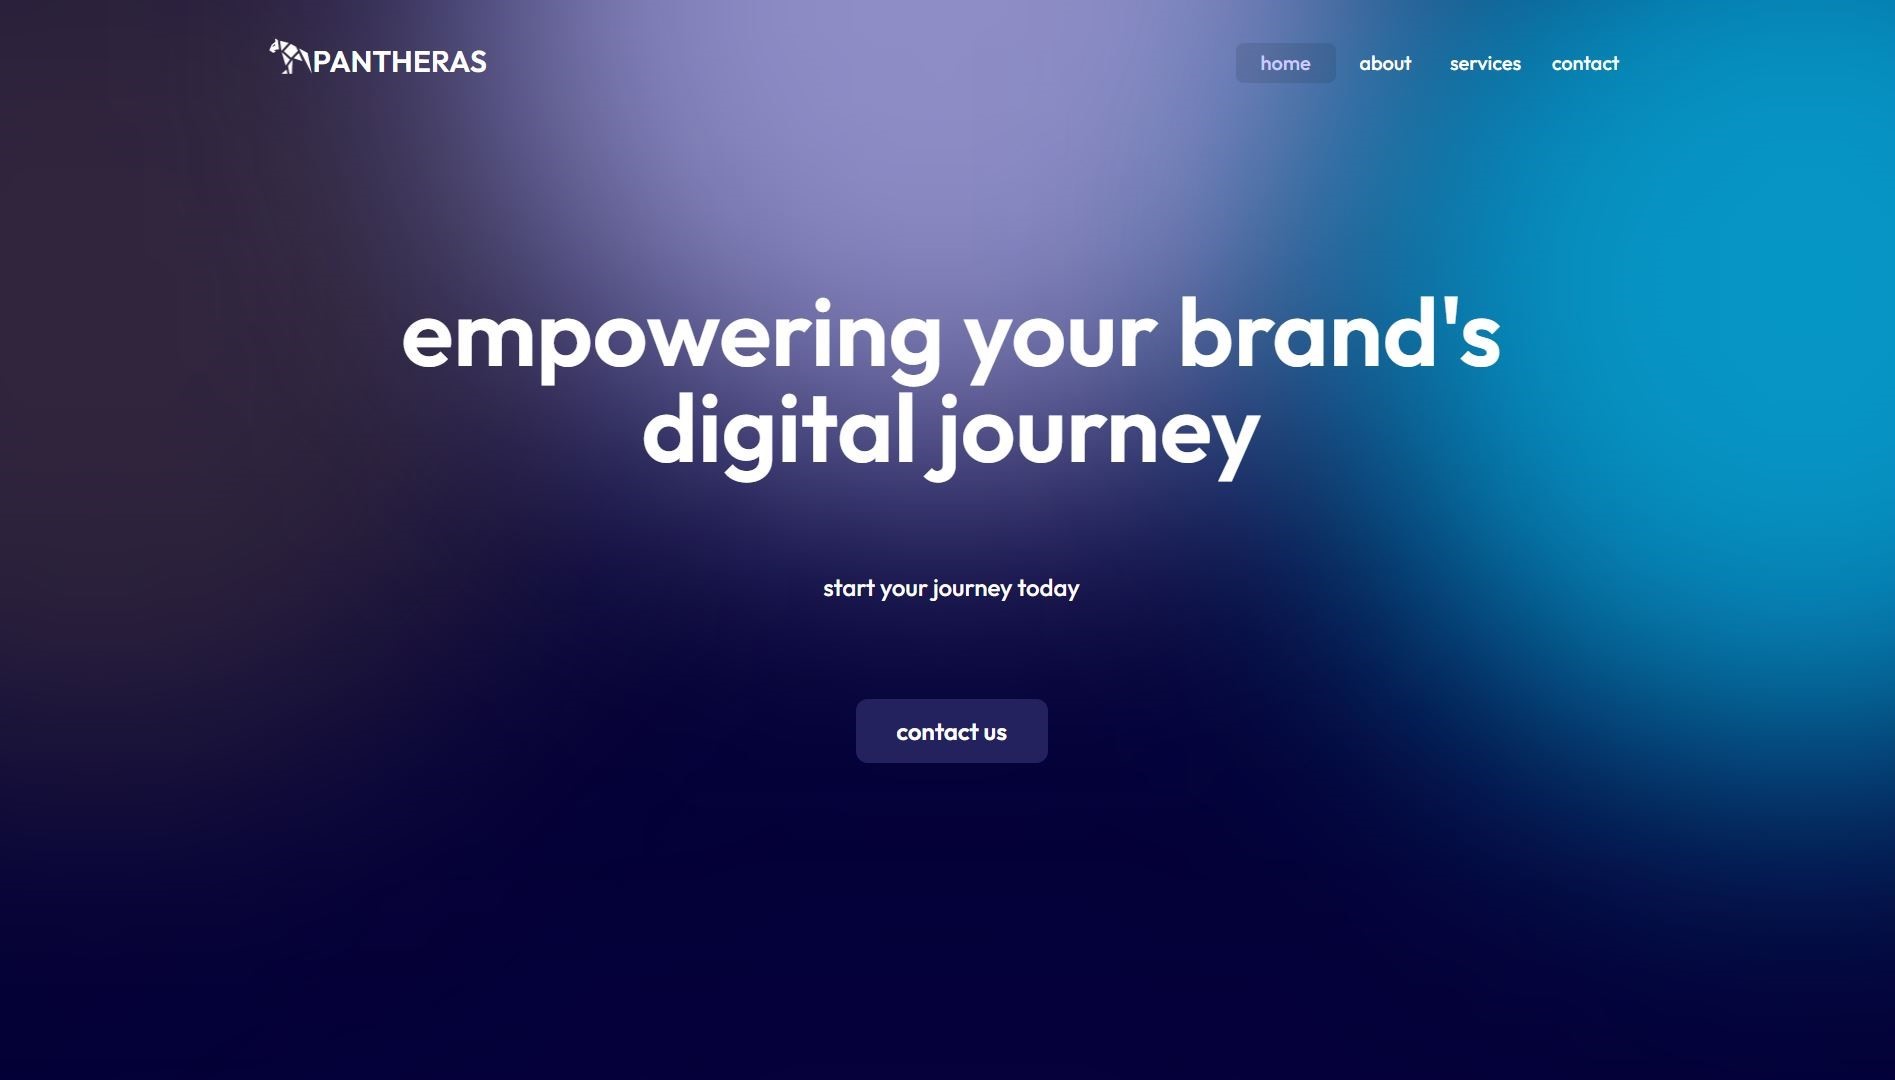 PANTHERAS
home about services contact
empowering your brand's
digital journey
start your journey today
contact us